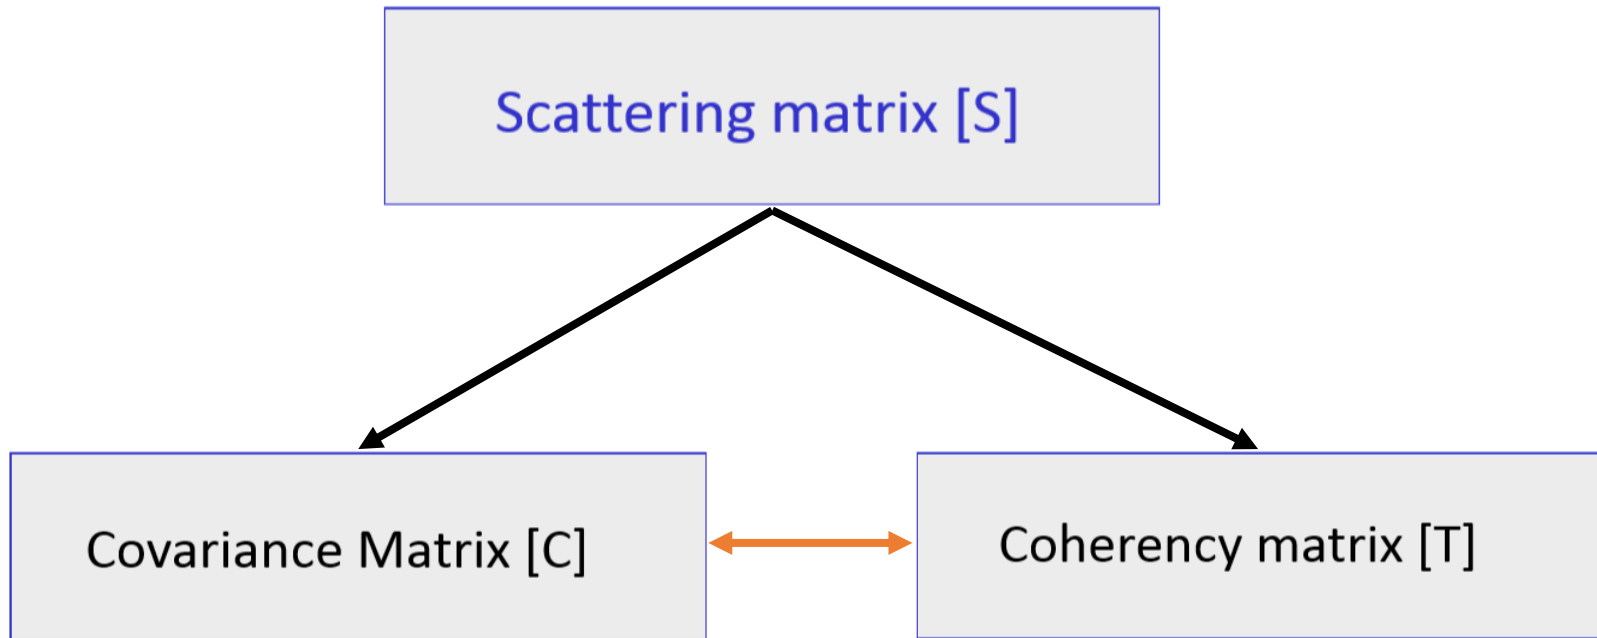 Scattering matrix [S]
Covariance Matrix [C]
Coherency matrix [T]